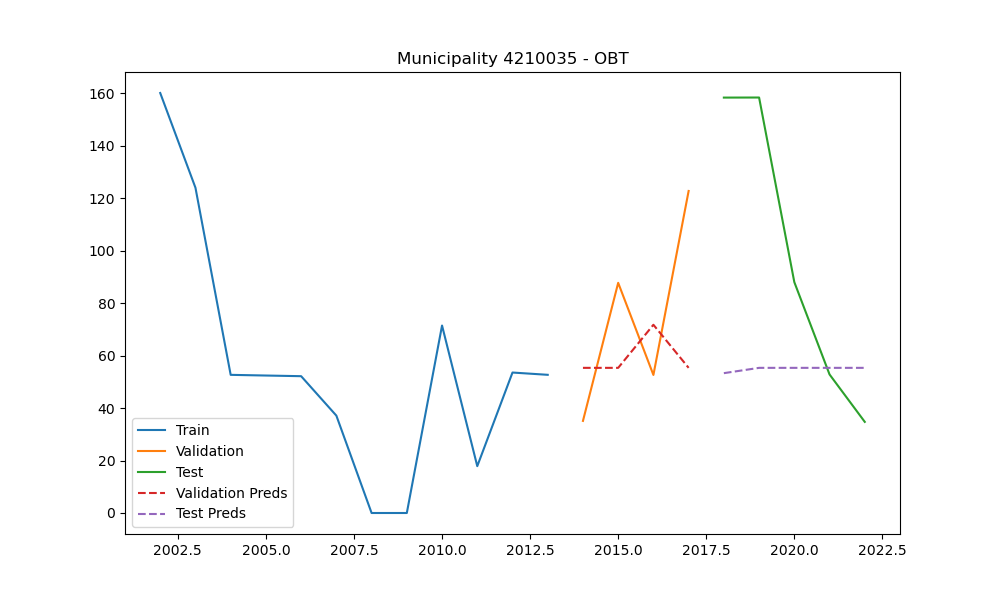 Municipality 4210035 - OBT
160
140
120
100
80
60
40
20
0
Train
Validation
Test
Validation Preds
Test Preds
2002.5 2005.0 2007.5 2010.0 2012.5 2015.0 2017.5 2020.0 2022.5